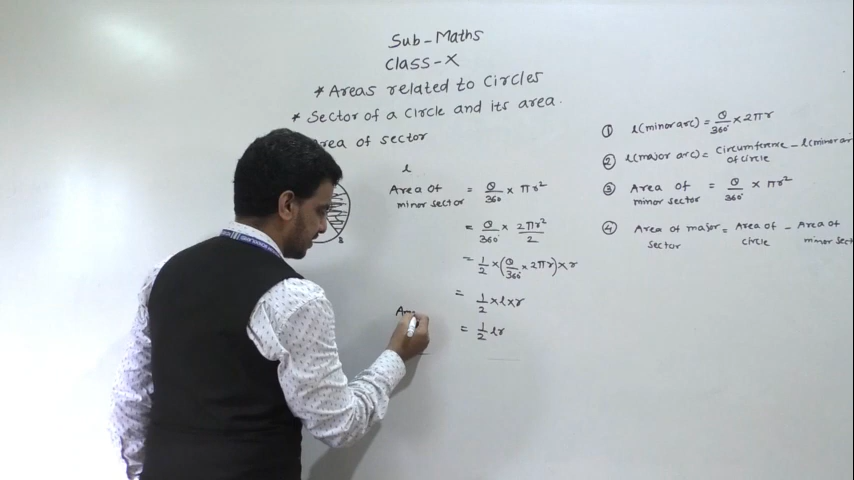 Sub-Maths
Class-X
* Areas related to Circles
* Sector of a Circle and its area.
rea of sector
l
Area of minor sector = θ/360 × πr²
= θ/360° × 2πr²/2
= 1/2 × (θ/360° × 2πr) × r
= 1/2 × l × r
= 1/2 lr
Are
B
① l(minor arc) = θ/360° × 2πr
② l(major arc) = Circumference of circle - l(minor ar
③ Area of minor sector = θ/360° × πr²
④ Area of major sector = Area of circle - Area of minor sect